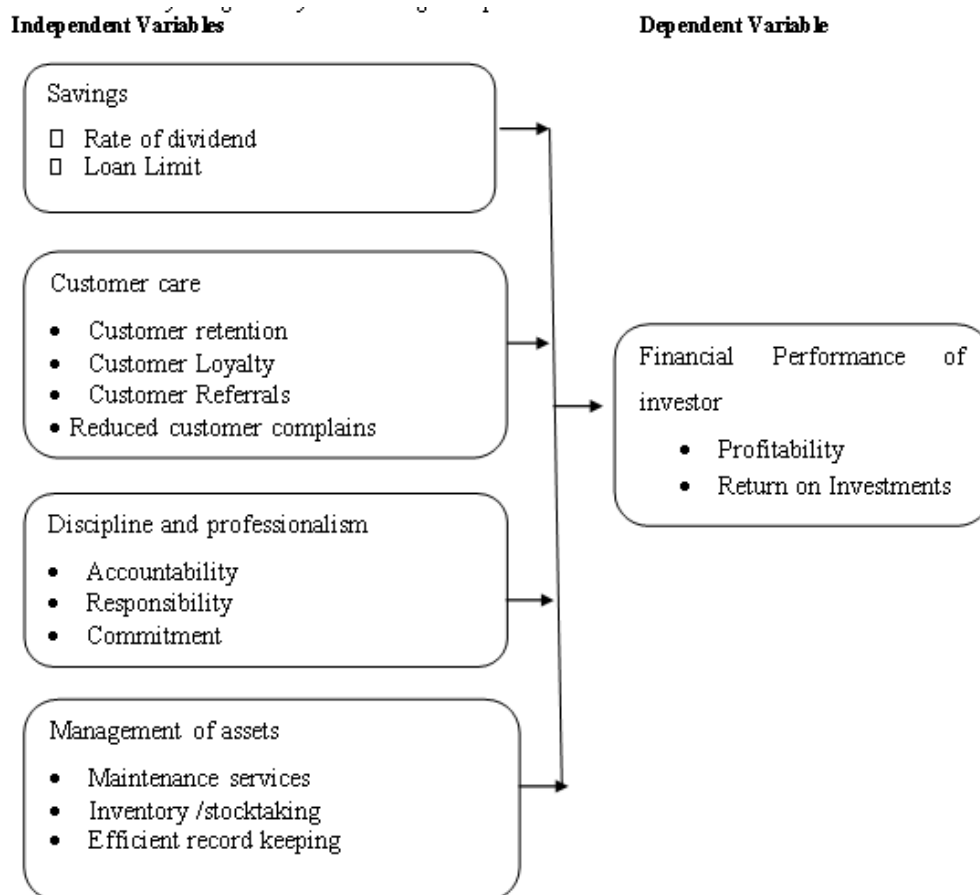 Independent Variables
Dependent Variable
Savings
▯ Rate of dividend
▯ Loan Limit
Customer care
• Customer retention
• Customer Loyalty
• Customer Referrals
• Reduced customer complains
Discipline and professionalism
• Accountability
• Responsibility
• Commitment
Management of assets
• Maintenance services
• Inventory /stocktaking
• Efficient record keeping
Financial Performance of
investor
• Profitability
• Return on Investments